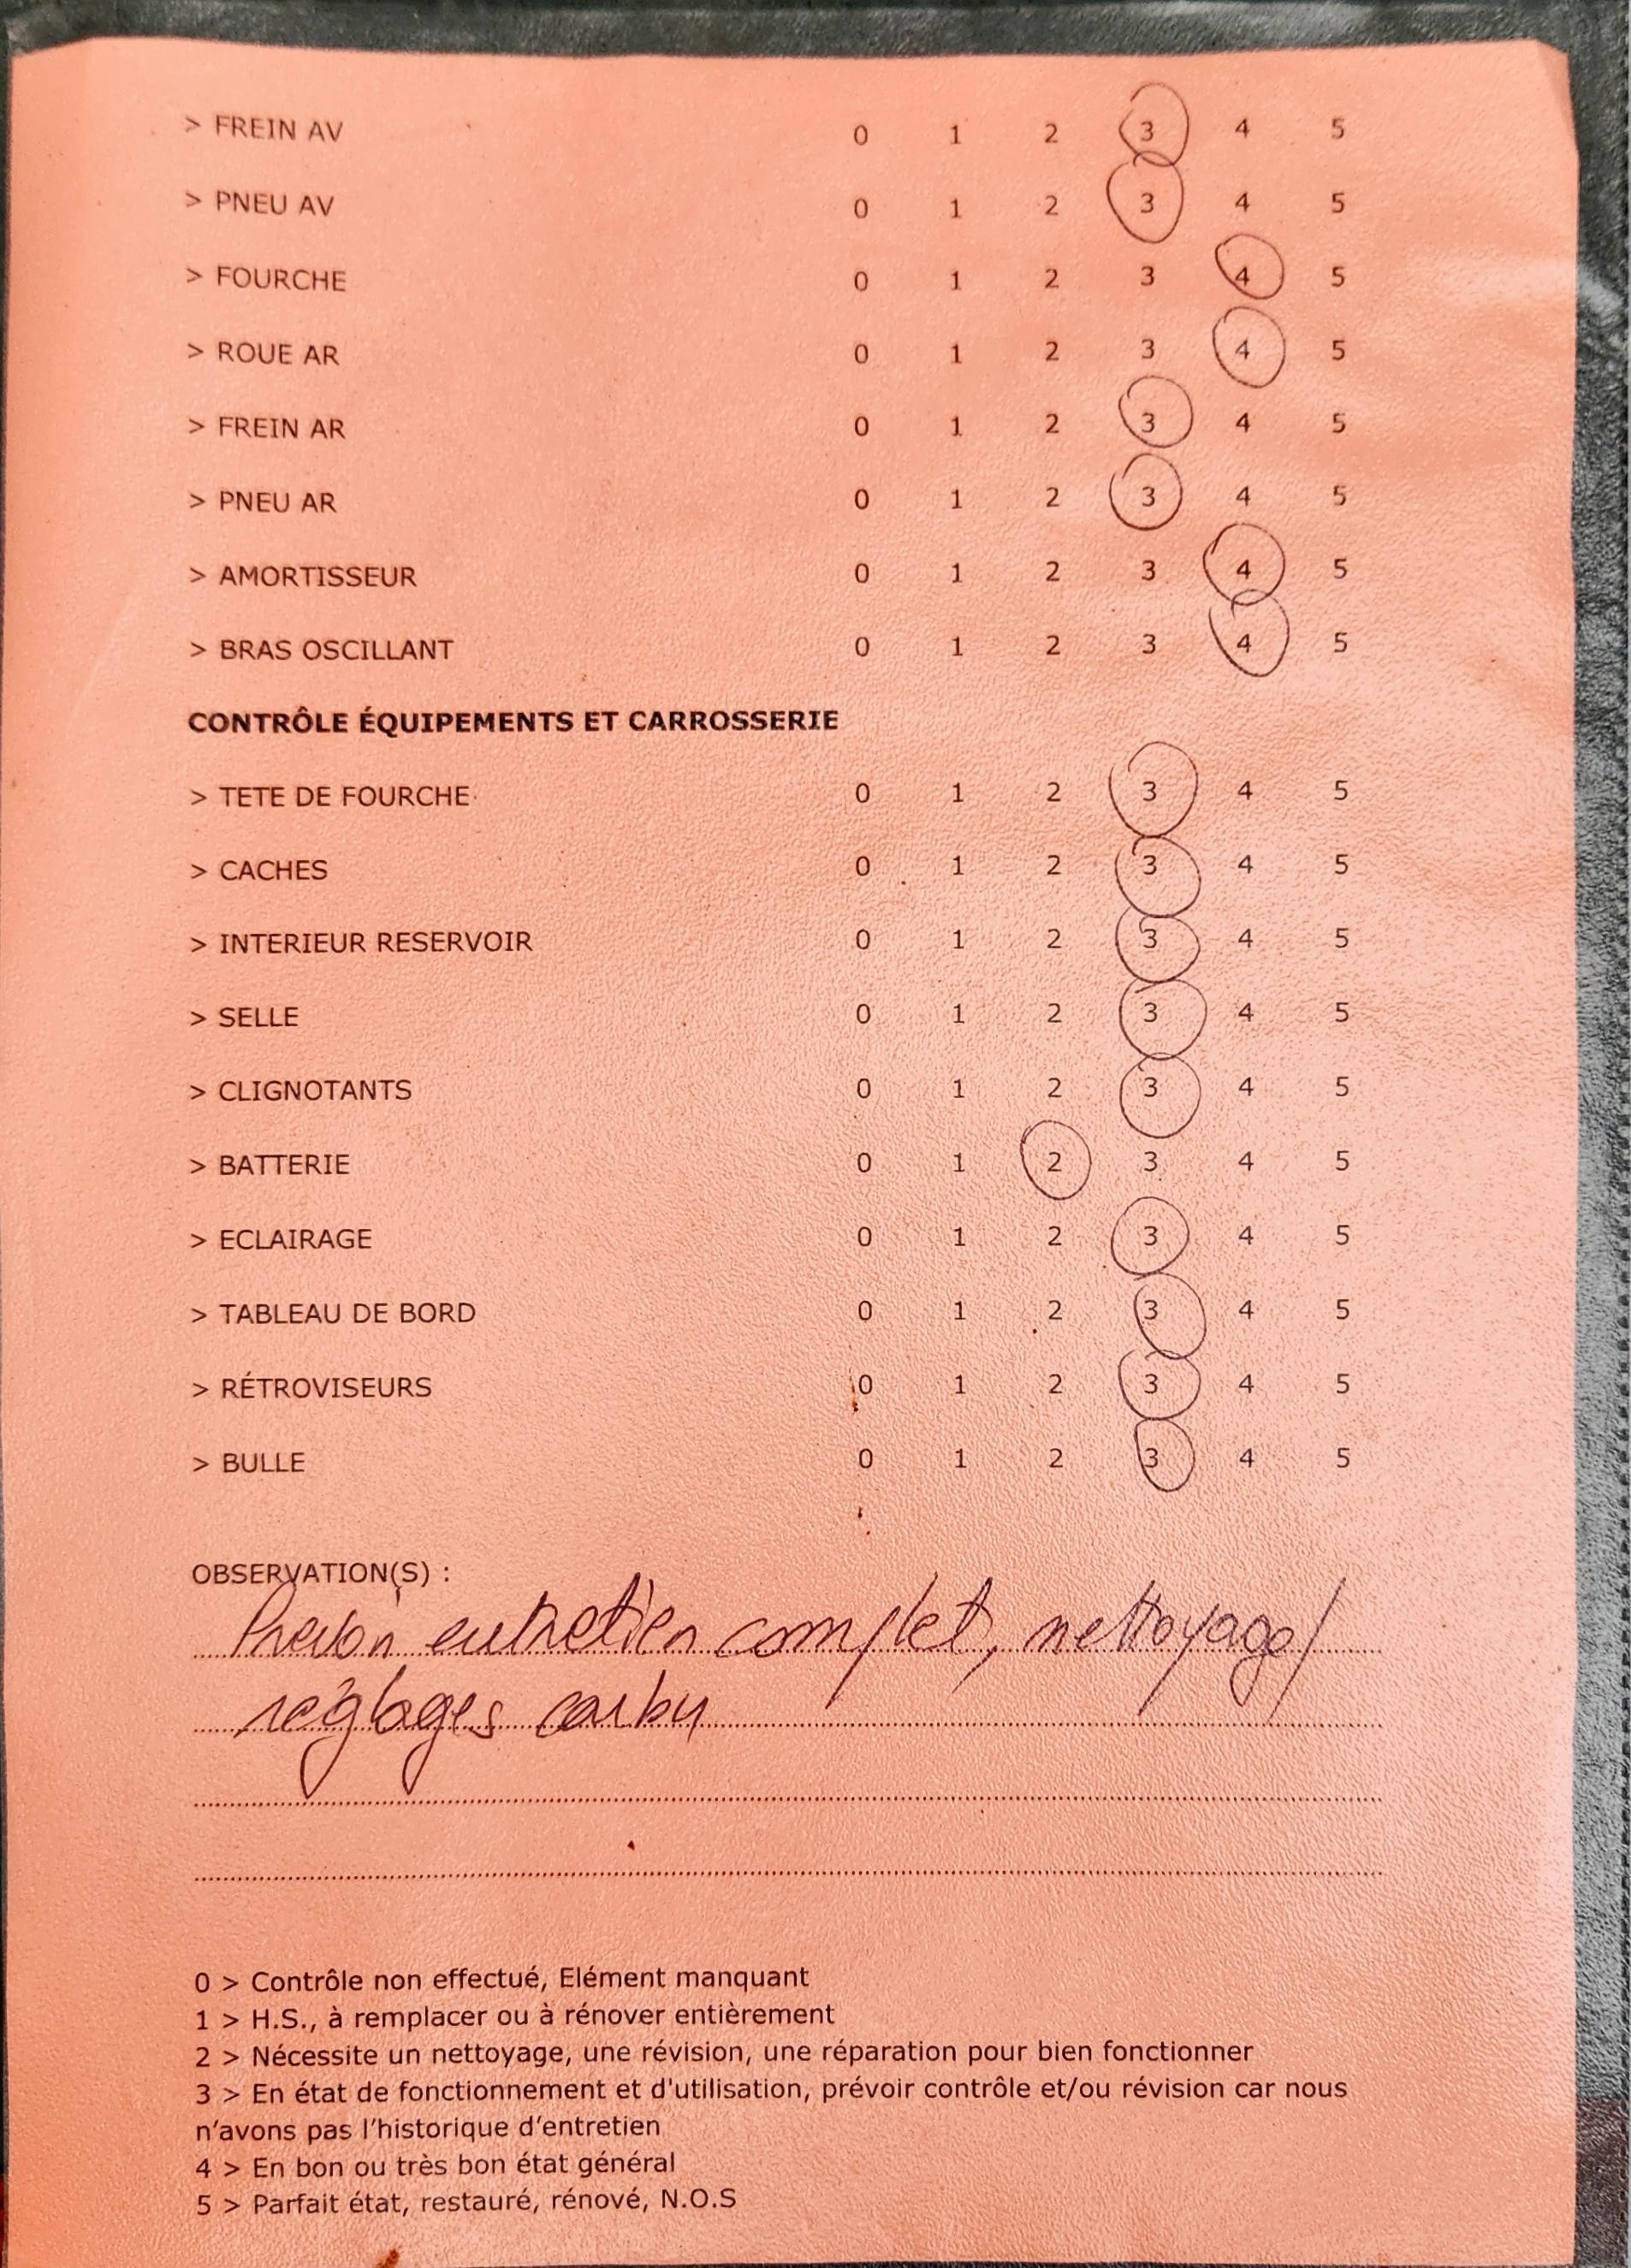 > FREIN AV 0 1 2 3 4 5
> PNEU AV 0 1 2 3 4 5
> FOURCHE 0 1 2 3 4 5
> ROUE AR 0 1 2 3 4 5
> FREIN AR 0 1 2 3 4 5
> PNEU AR 0 1 2 3 4 5
> AMORTISSEUR 0 1 2 3 4 5
> BRAS OSCILLANT 0 1 2 3 4 5
CONTRÔLE ÉQUIPEMENTS ET CARROSSERIE
> TETE DE FOURCHE 0 1 2 3 4 5
> CACHES 0 1 2 3 4 5
> INTERIEUR RESERVOIR 0 1 2 3 4 5
> SELLE 0 1 2 3 4 5
> CLIGNOTANTS 0 1 2 3 4 5
> BATTERIE 0 1 2 3 4 5
> ECLAIRAGE 0 1 2 3 4 5
> TABLEAU DE BORD 0 1 2 3 4 5
> RÉTROVISEURS 0 1 2 3 4 5
> BULLE 0 1 2 3 4 5
OBSERVATION(S) :
Prevoir entretien complet, nettoyage/
réglages carbu
0 > Contrôle non effectué, Elément manquant
1 > H.S., à remplacer ou à rénover entièrement
2 > Nécessite un nettoyage, une révision, une réparation pour bien fonctionner
3 > En état de fonctionnement et d'utilisation, prévoir contrôle et/ou révision car nous
n'avons pas l'historique d'entretien
4 > En bon ou très bon état général
5 > Parfait état, restauré, rénové, N.O.S